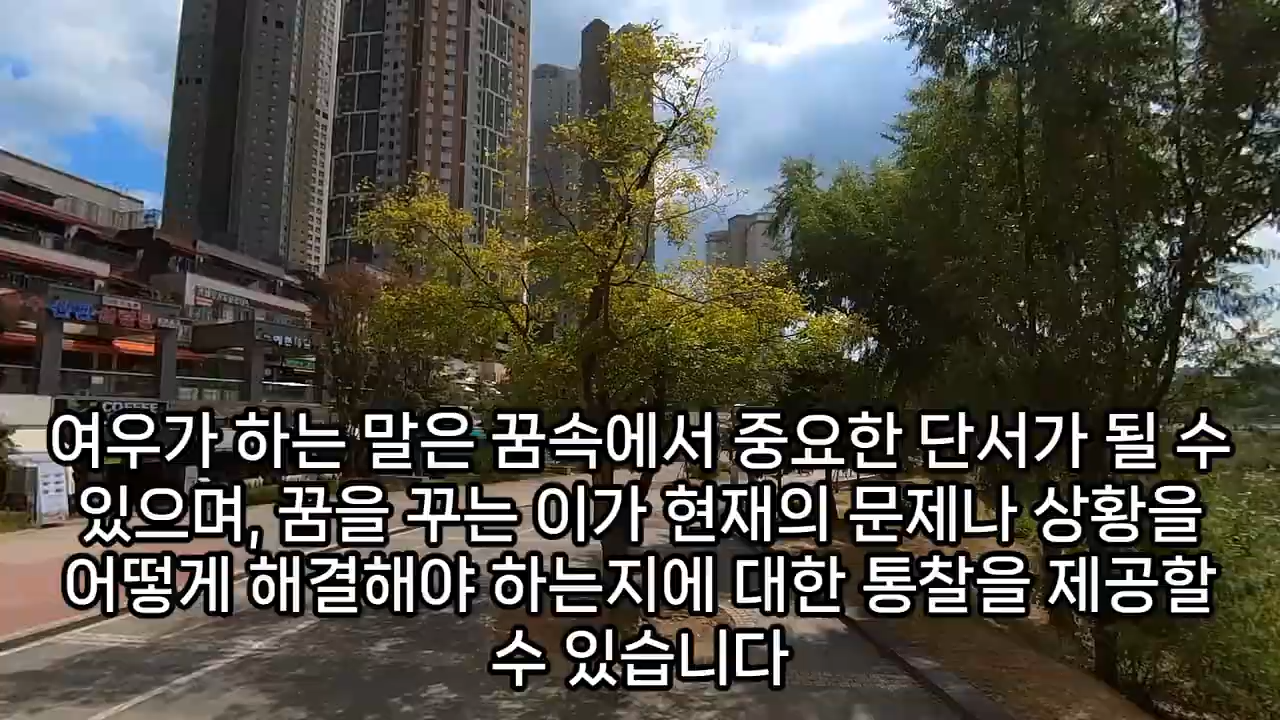 COFFEE
여우가 하는 말은 꿈속에서 중요한 단서가 될 수
있으며, 꿈을 꾸는 이가 현재의 문제나 상황을
어떻게 해결해야 하는지에 대한 통찰을 제공할
수 있습니다